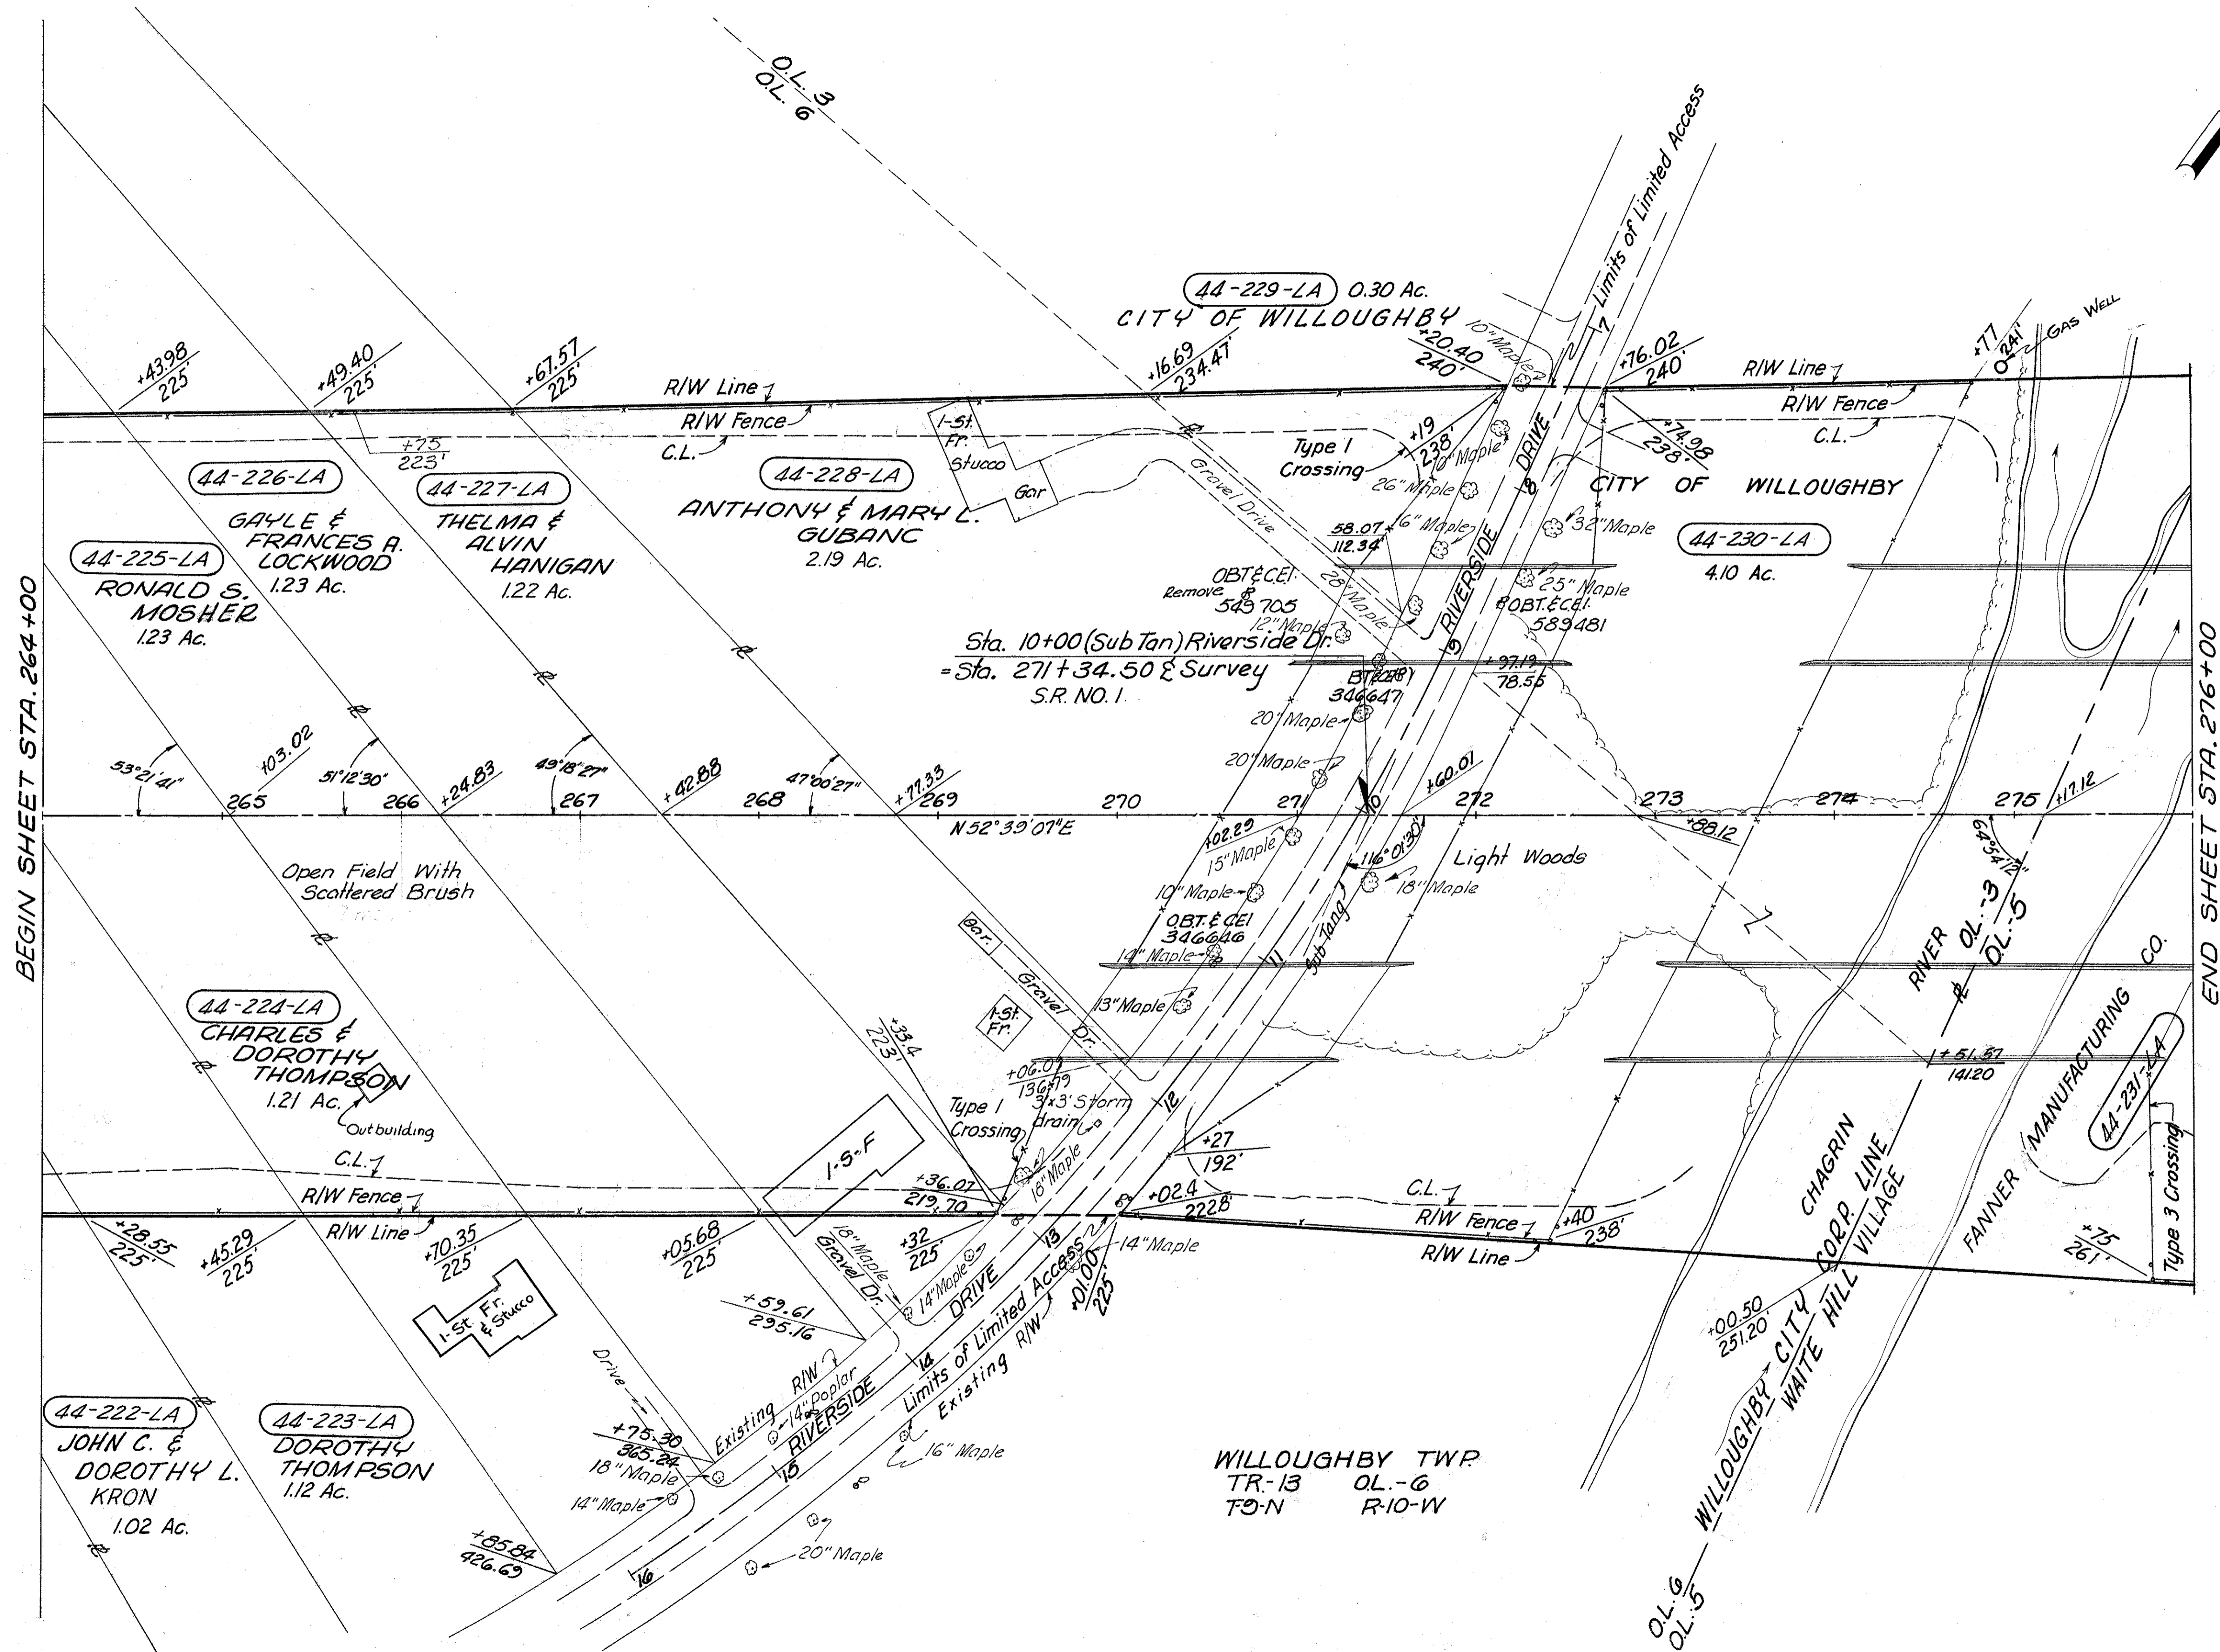 O.L. 3
O.L. 6
Limits of Limited Access
44-229-LA 0.30 Ac.
CITY OF WILLOUGHBY
10" Maple
+20.40
240'
7
+76.02
240'
+77
241'
GAS WELL
+43.98
225'
+49.40
225'
+67.57
225'
R/W Line
R/W Fence
+16.69
234.47'
R/W Line
R/W Fence
C.L.
+75
223'
C.L.
1-St.
Fr.
Stucco
Gar
Type 1
Crossing
+19
238'
10" Maple
26" Maple
DRIVE
8
+74.98
238'
CITY OF WILLOUGHBY
44-230-LA
4.10 Ac.
44-226-LA
GAYLE &
FRANCES A.
LOCKWOOD
1.23 Ac.
44-227-LA
THELMA &
ALVIN
HANIGAN
1.22 Ac.
44-228-LA
ANTHONY & MARY L.
GUBANC
2.19 Ac.
44-225-LA
RONALD S.
MOSHER
1.23 Ac.
Gravel Drive
58.07
112.34'
16" Maple
32" Maple
25" Maple
OBT&CEI.
Remove
549705
28" Maple
12" Maple
RIVERSIDE
9
OBT.&CEI.
589481
Sta. 10+00 (Sub Tan) Riverside Dr.
= Sta. 271+34.50 ₵ Survey
S.R. NO. 1
346647
+97.19
78.55
20" Maple
20" Maple
BEGIN SHEET STA. 264+00
END SHEET STA. 276+00
53°21'41"
+03.02
51°12'30"
+24.83
49°18'27"
+42.88
47°00'27"
+77.33
+60.01
+17.12
265 266 267 268 269 270 271 10 272 273 274 275
N 52°39'07"E
+02.29
15" Maple
116°01'30"
+88.12
64°54'12"
Light Woods
18" Maple
Open Field With
Scattered Brush
10" Maple
O.B.T. & CEI
346646
14" Maple
11
Sub Tang
O.L.-3
O.L.-5
RIVER
Gar.
Gravel Dr.
1-St.
Fr.
13" Maple
44-224-LA
CHARLES &
DOROTHY
THOMPSON
1.21 Ac.
Outbuilding
+33.4
223'
+06.07
136.79
3'x3' Storm
drain
12
Type 1
Crossing
+51.57
141.20
FANNER MANUFACTURING CO.
44-231-LA
Type 3 Crossing
C.L.
R/W Fence
R/W Line
1-S-F
18" Maple
+27
192'
+36.07
219.70
+02.4
222.8'
C.L.
R/W Fence
R/W Line
+40
238'
CHAGRIN
+75
261'
+28.55
225'
+45.29
225'
+70.35
225'
+05.68
225'
+32
225'
18" Maple
Gravel Dr.
14" Maple
13
14" Maple
+01.00
225'
1-St. Fr.
& Stucco
+59.61
295.16
DRIVE
Limits of Limited Access
Existing R/W
14
+00.50
251.20'
WILLOUGHBY CITY CORP. LINE
WAITE HILL VILLAGE
Drive
Existing R/W
14" Poplar
RIVERSIDE
+75.30
365.24
18" Maple
14" Maple
15
16" Maple
44-222-LA
JOHN C. &
DOROTHY L.
KRON
1.02 Ac.
44-223-LA
DOROTHY
THOMPSON
1.12 Ac.
+85.84
426.69
16
20" Maple
WILLOUGHBY TWP.
TR.-13 O.L.-6
T-9-N R-10-W
O.L. 6
O.L. 5